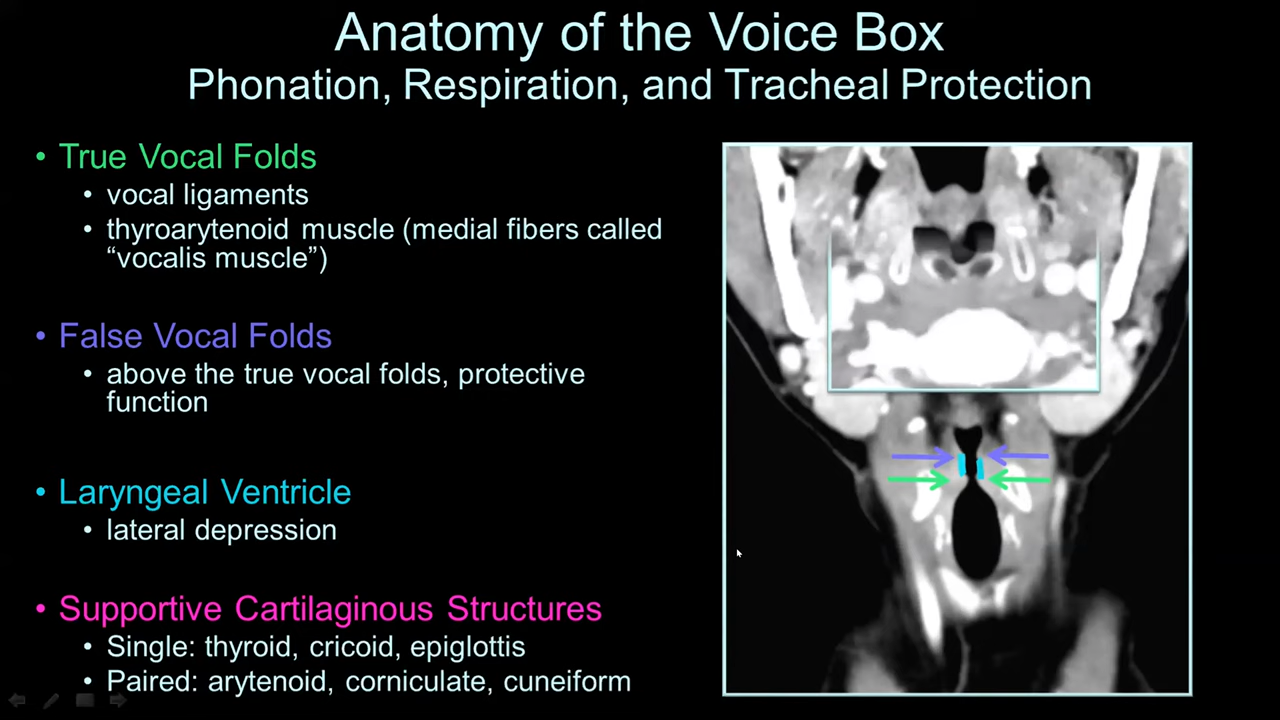 Anatomy of the Voice Box
Phonation, Respiration, and Tracheal Protection
• True Vocal Folds
• vocal ligaments
• thyroarytenoid muscle (medial fibers called
“vocalis muscle”)
• False Vocal Folds
• above the true vocal folds, protective
function
• Laryngeal Ventricle
• lateral depression
• Supportive Cartilaginous Structures
• Single: thyroid, cricoid, epiglottis
• Paired: arytenoid, corniculate, cuneiform